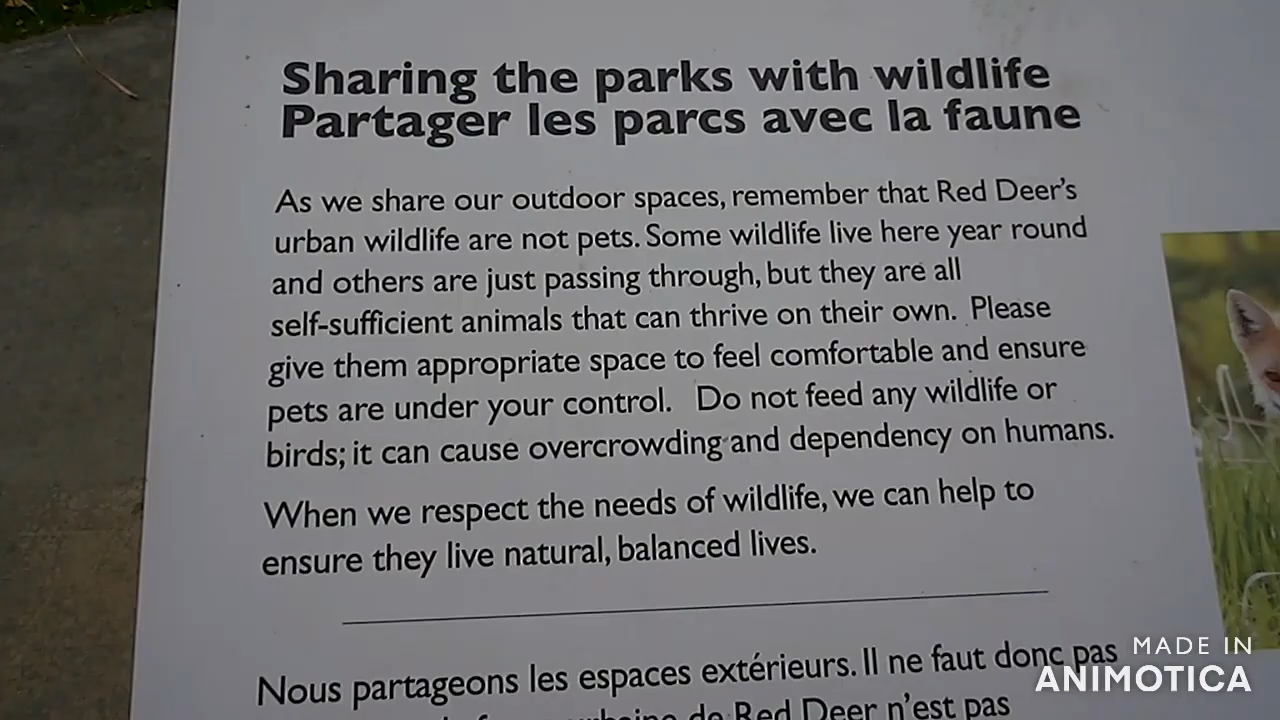 Sharing the parks with wildlife
Partager les parcs avec la faune
As we share our outdoor spaces, remember that Red Deer's
urban wildlife are not pets. Some wildlife live here year round
and others are just passing through, but they are all
self-sufficient animals that can thrive on their own. Please
give them appropriate space to feel comfortable and ensure
pets are under your control. Do not feed any wildlife or
birds; it can cause overcrowding and dependency on humans.
When we respect the needs of wildlife, we can help to
ensure they live natural, balanced lives.
Nous partageons les espaces extérieurs. Il ne faut donc pas
de Red Deer n'est pas
MADE IN
ANIMOTICA